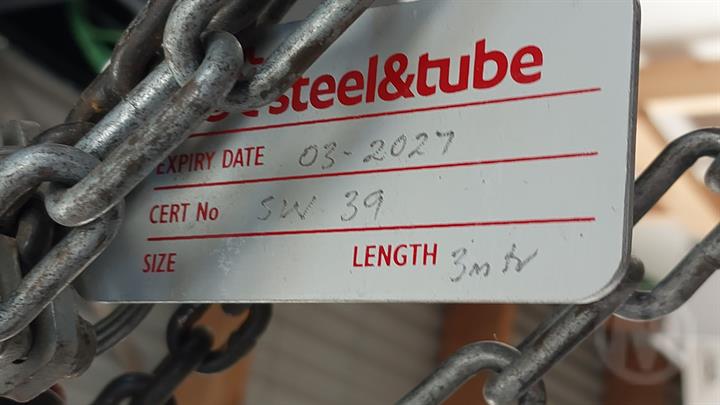 steel&tube
EXPIRY DATE 03-2027
CERT No SW 39
SIZE LENGTH 3mtr